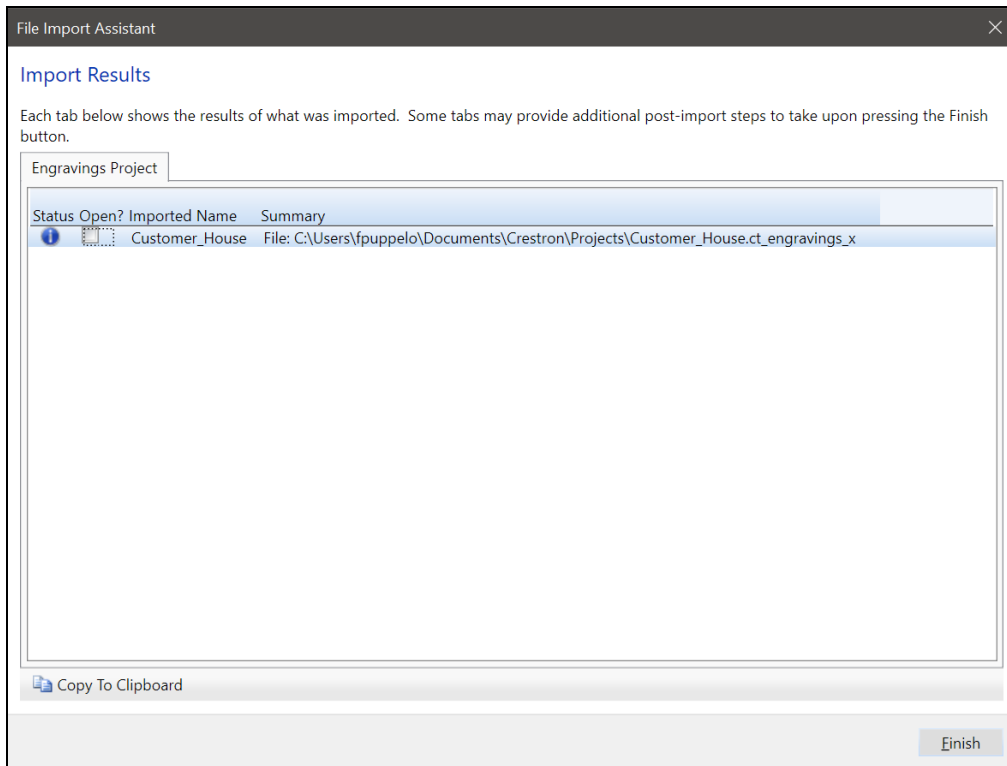 File Import Assistant
Import Results
Each tab below shows the results of what was imported.  Some tabs may provide additional post-import steps to take upon pressing the Finish
button.
Engravings Project
Status Open? Imported Name Summary
Customer_House File: C:\Users\fpuppelo\Documents\Crestron\Projects\Customer_House.ct_engravings_x
Copy To Clipboard
Finish